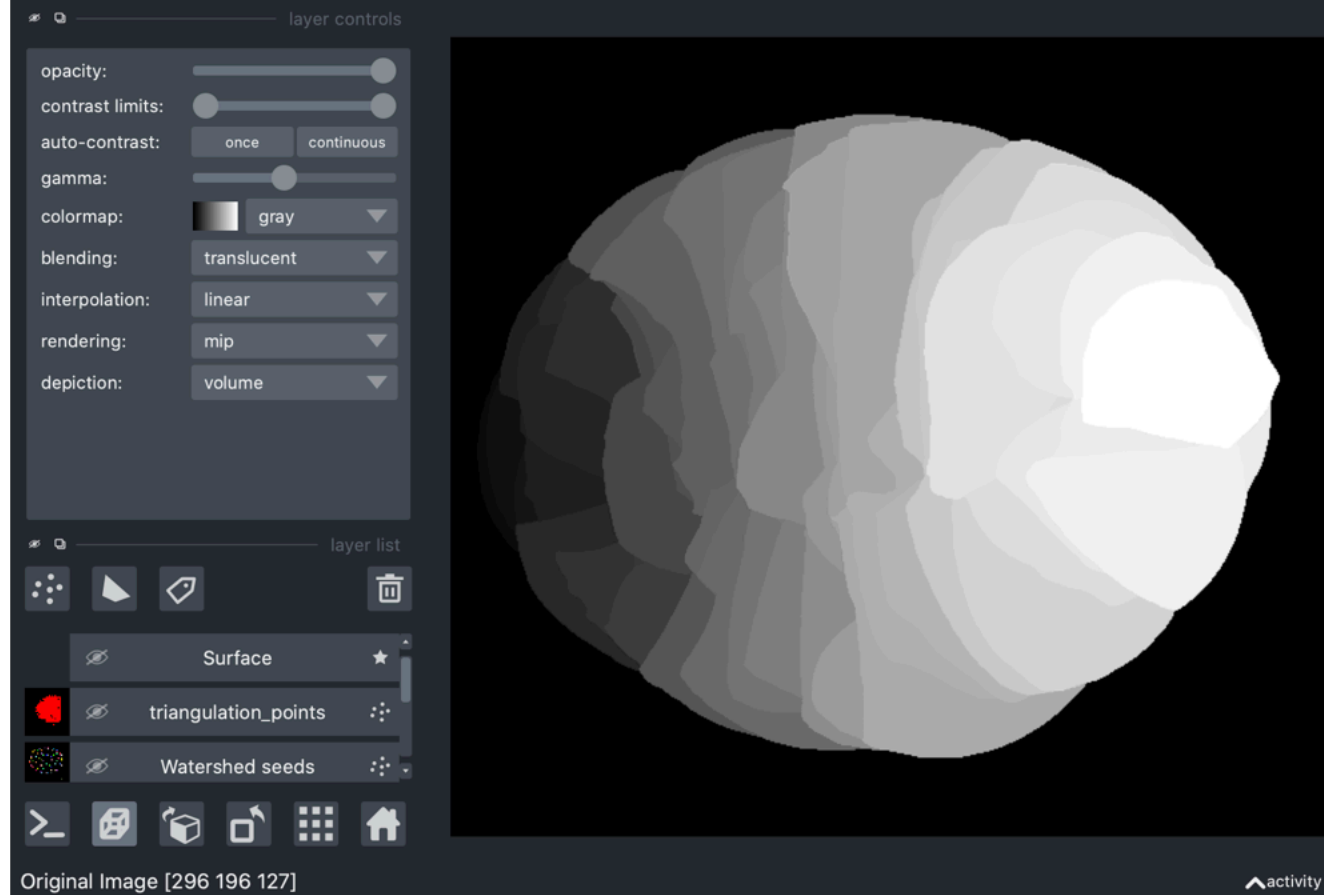 layer controls
opacity:
contrast limits:
auto-contrast: once continuous
gamma:
colormap: gray
blending: translucent
interpolation: linear
rendering: mip
depiction: volume
layer list
Surface
triangulation_points
Watershed seeds
Original Image [296 196 127]
activity